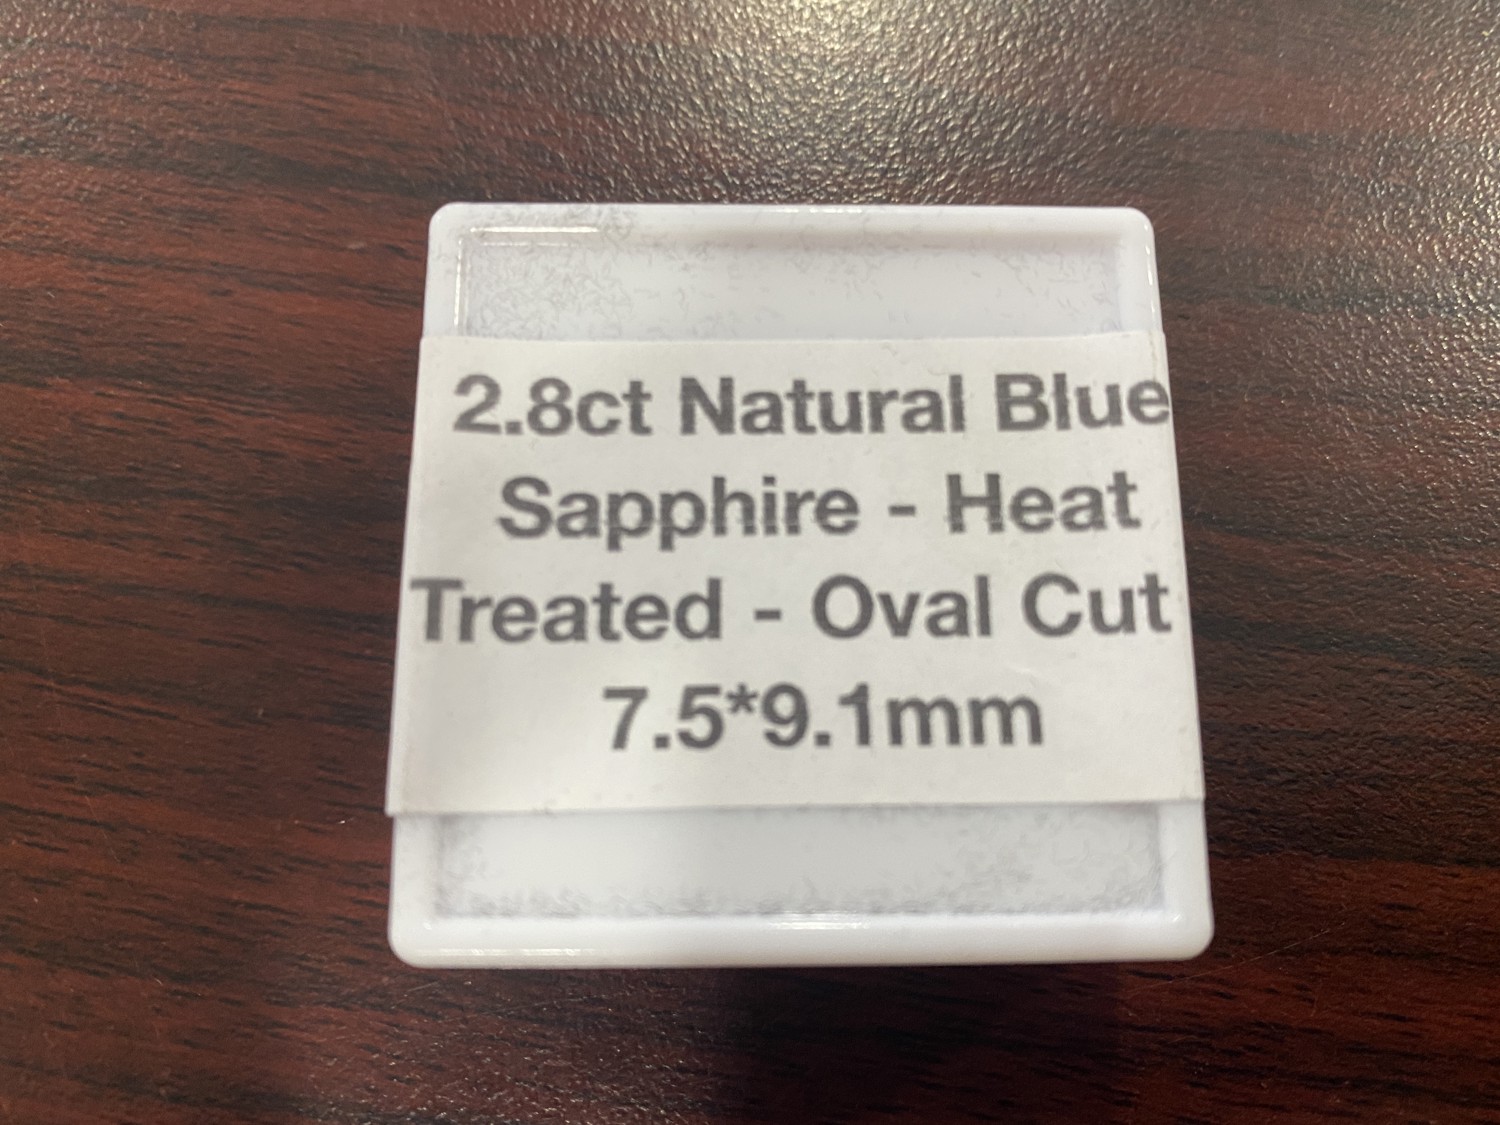 2.8ct Natural Blue
Sapphire - Heat
Treated - Oval Cut
7.5*9.1mm